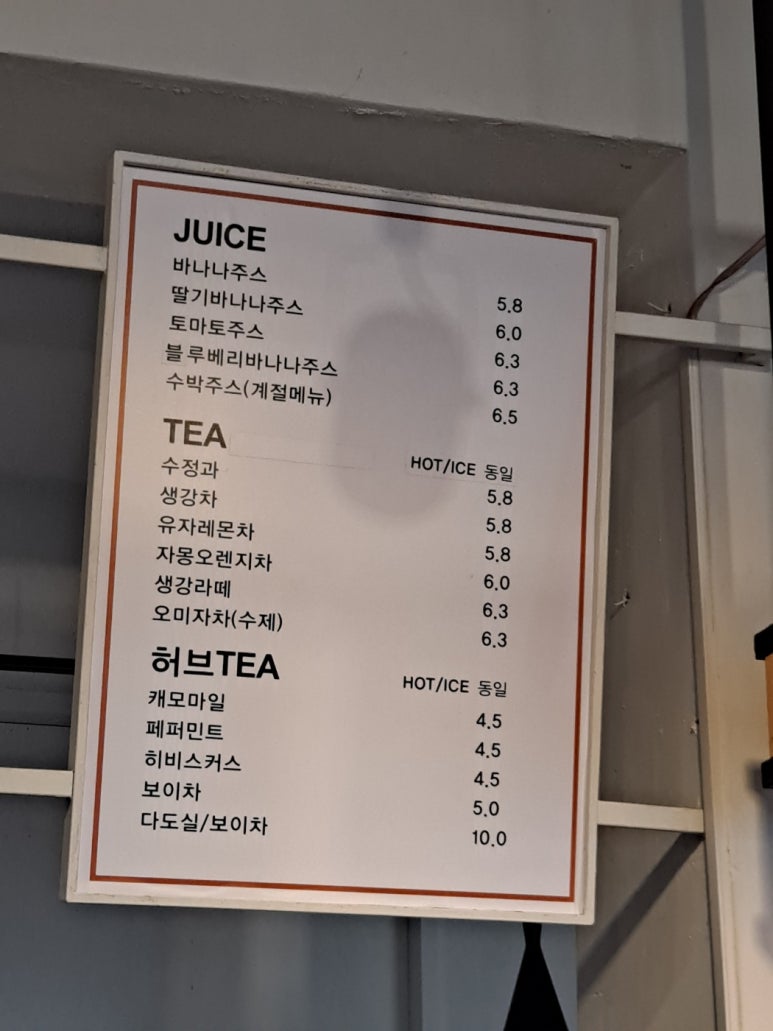 JUICE
바나나주스 5.8
딸기바나나주스 6.0
토마토주스 6.3
블루베리바나나주스 6.3
수박주스(계절메뉴) 6.5
TEA HOT/ICE 동일
수정과 5.8
생강차 5.8
유자레몬차 5.8
자몽오렌지차 6.0
생강라떼 6.3
오미자차(수제) 6.3
허브TEA HOT/ICE 동일
캐모마일 4.5
페퍼민트 4.5
히비스커스 4.5
보이차 5.0
다도실/보이차 10.0